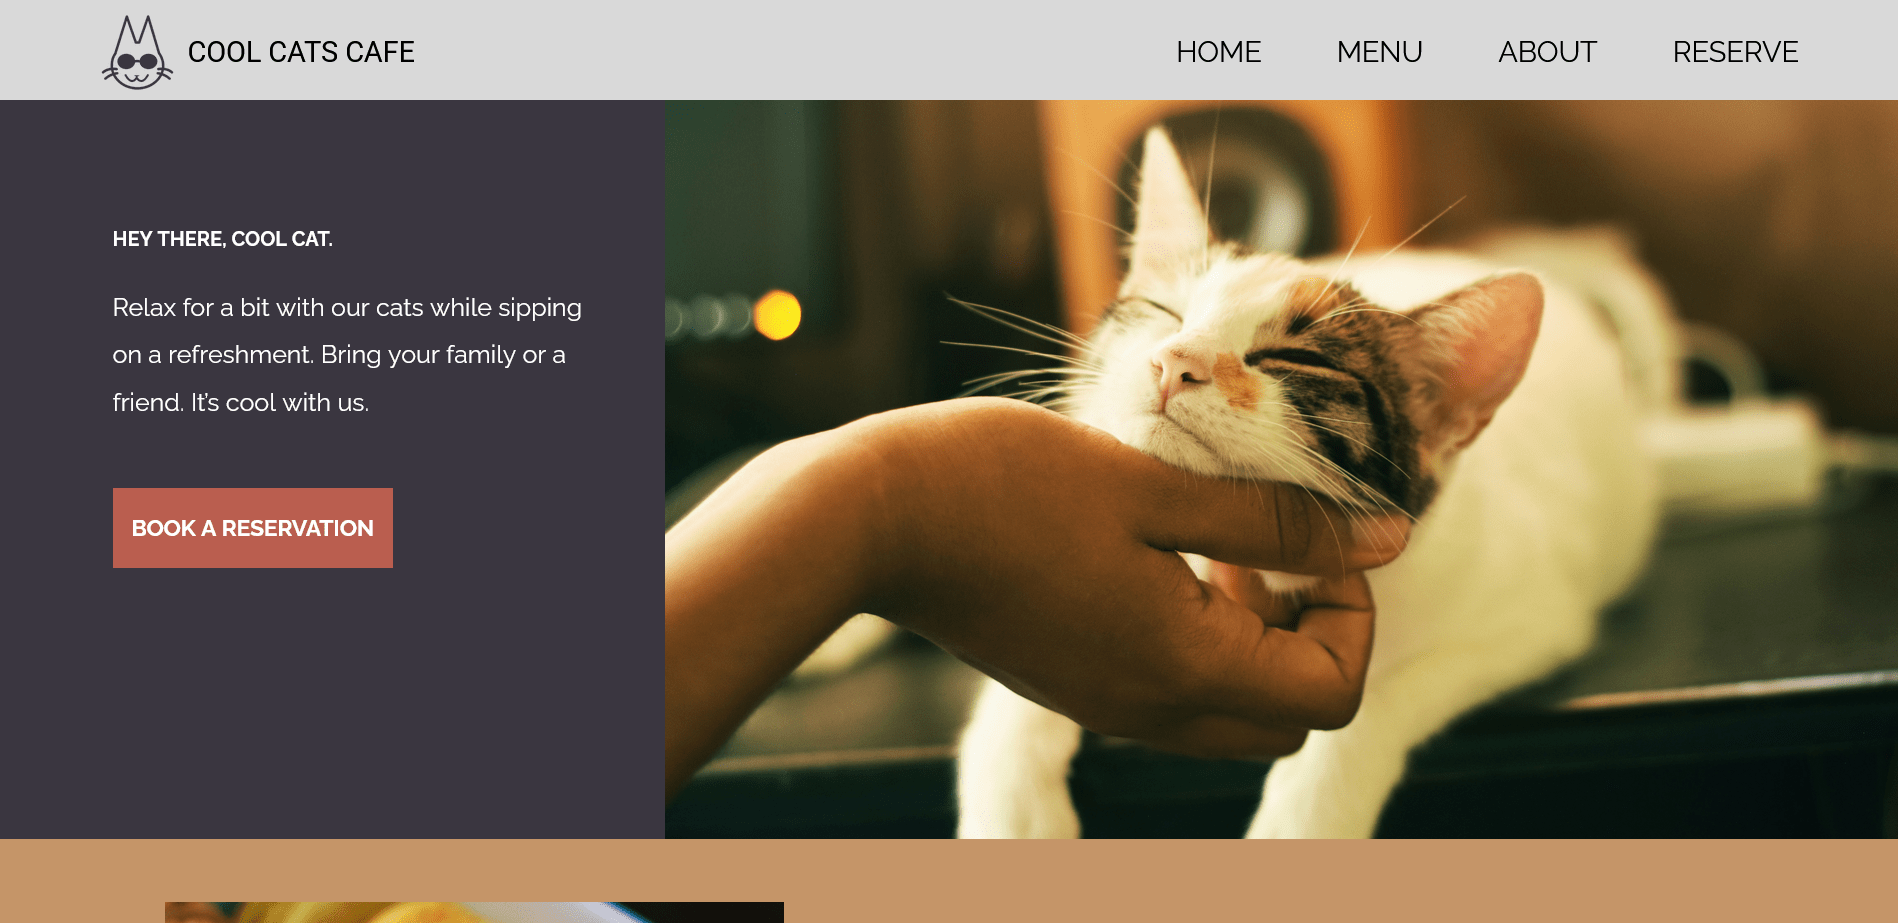 COOL CATS CAFE
HOME
MENU
ABOUT
RESERVE
HEY THERE, COOL CAT.
Relax for a bit with our cats while sipping
on a refreshment. Bring your family or a
friend. It's cool with us.
BOOK A RESERVATION